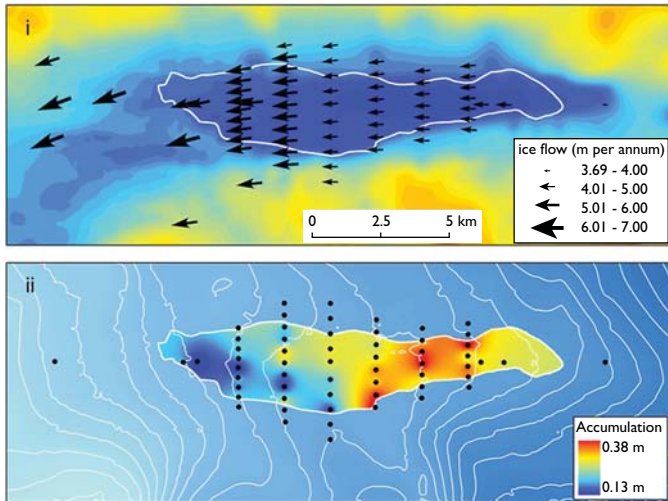 i
ice flow (m per annum)
3.69 - 4.00
4.01 - 5.00
5.01 - 6.00
6.01 - 7.00
0 2.5 5 km
ii
Accumulation
0.38 m
0.13 m